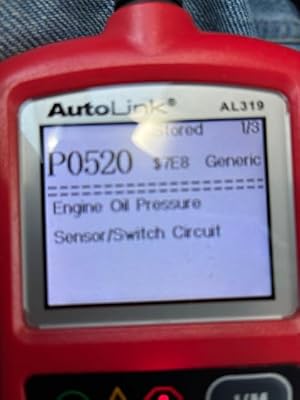 AutoLink® AL319
Stored 1/3
P0520 $7E8 Generic
Engine Oil Pressure
Sensor/Switch Circuit
I/M